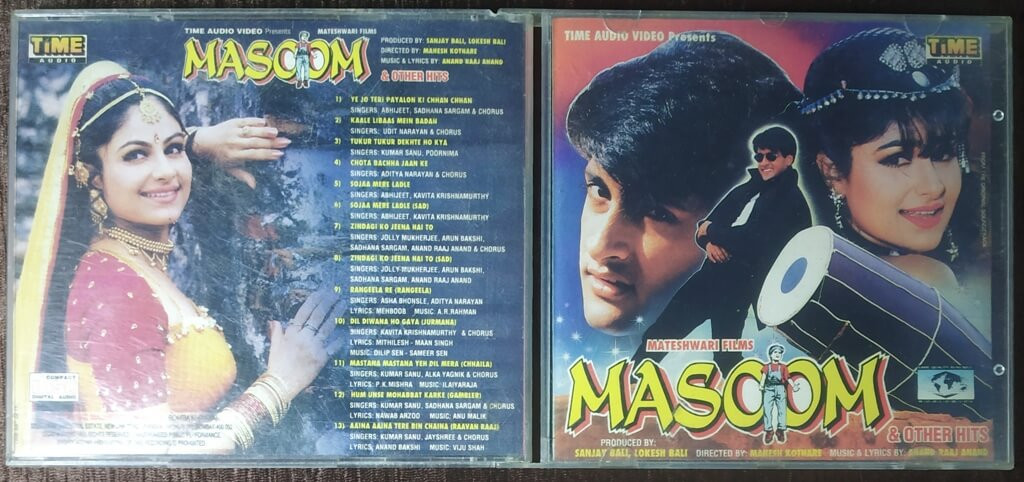 TIME
AUDIO
TIME AUDIO VIDEO Presents MATESHWARI FILMS
MASOOM
& OTHER HITS
PRODUCED BY: SANJAY BALI, LOKESH BALI
DIRECTED BY: MAHESH KOTHARE
MUSIC & LYRICS BY: ANAND RAAJ ANAND
1) YE JO TERI PAYALON KI CHHAN CHHAN
SINGERS: ABHIJEET, SADHANA SARGAM & CHORUS
2) KAALE LIBAAS MEIN BADAN
SINGERS: UDIT NARAYAN & CHORUS
3) TUKUR TUKUR DEKHTE HO KYA
SINGERS: KUMAR SANU, POORNIMA
4) CHOTA BACHHA JAAN KE
SINGERS: ADITYA NARAYAN & CHORUS
5) SOJAA MERE LADLE
SINGERS: ABHIJEET, KAVITA KRISHNAMURTHY
6) SOJAA MERE LADLE (SAD)
SINGERS: ABHIJEET, KAVITA KRISHNAMURTHY
7) ZINDAGI KO JEENA HAI TO
SINGERS: JOLLY MUKHERJEE, ARUN BAKSHI,
SADHANA SARGAM, ANAND RAAJ ANAND & CHORUS
8) ZINDAGI KO JEENA HAI TO (SAD)
SINGERS: JOLLY MUKHERJEE, ARUN BAKSHI,
SADHANA SARGAM, ANAND RAAJ ANAND
9) RANGEELA RE (RANGEELA)
SINGERS: ASHA BHONSLE, ADITYA NARAYAN
LYRICS: MEHBOOB MUSIC: A.R.RAHMAN
10) DIL DIWANA HO GAYA (JURMANA)
SINGERS: KAVITA KRISHNAMURTHY & CHORUS
LYRICS: MITHILESH - MAAN SINGH
MUSIC: DILIP SEN - SAMEER SEN
11) MASTANA MASTANA YEH DIL MERA (CHHAILA)
SINGERS, KUMAR SANU, ALKA YAGNIK & CHORUS
LYRICS: P.K.MISHRA MUSIC: ILAIYARAJA
12) HUM UNSE MOHABBAT KARKE (GAMBLER)
SINGERS: KUMAR SANU, SADHANA SARGAM & CHORUS
LYRICS: NAWAB ARZOO MUSIC: ANU MALIK
13) AAINA AAINA TERE BIN CHAINA (RAAVAN RAAJ)
SINGERS: KUMAR SANU, JAYSHREE & CHORUS
LYRICS, ANAND BAKSHI MUSIC: VIJU SHAH
COMPACT
DIGITAL AUDIO
TIME AUDIO VIDEO Presents
TIME
AUDIO
MATESHWARI FILMS
MASOOM
& OTHER HITS
PRODUCED BY:
SANJAY BALI, LOKESH BALI DIRECTED BY: MAHESH KOTHARE MUSIC & LYRICS BY: ANAND RAAJ ANAND